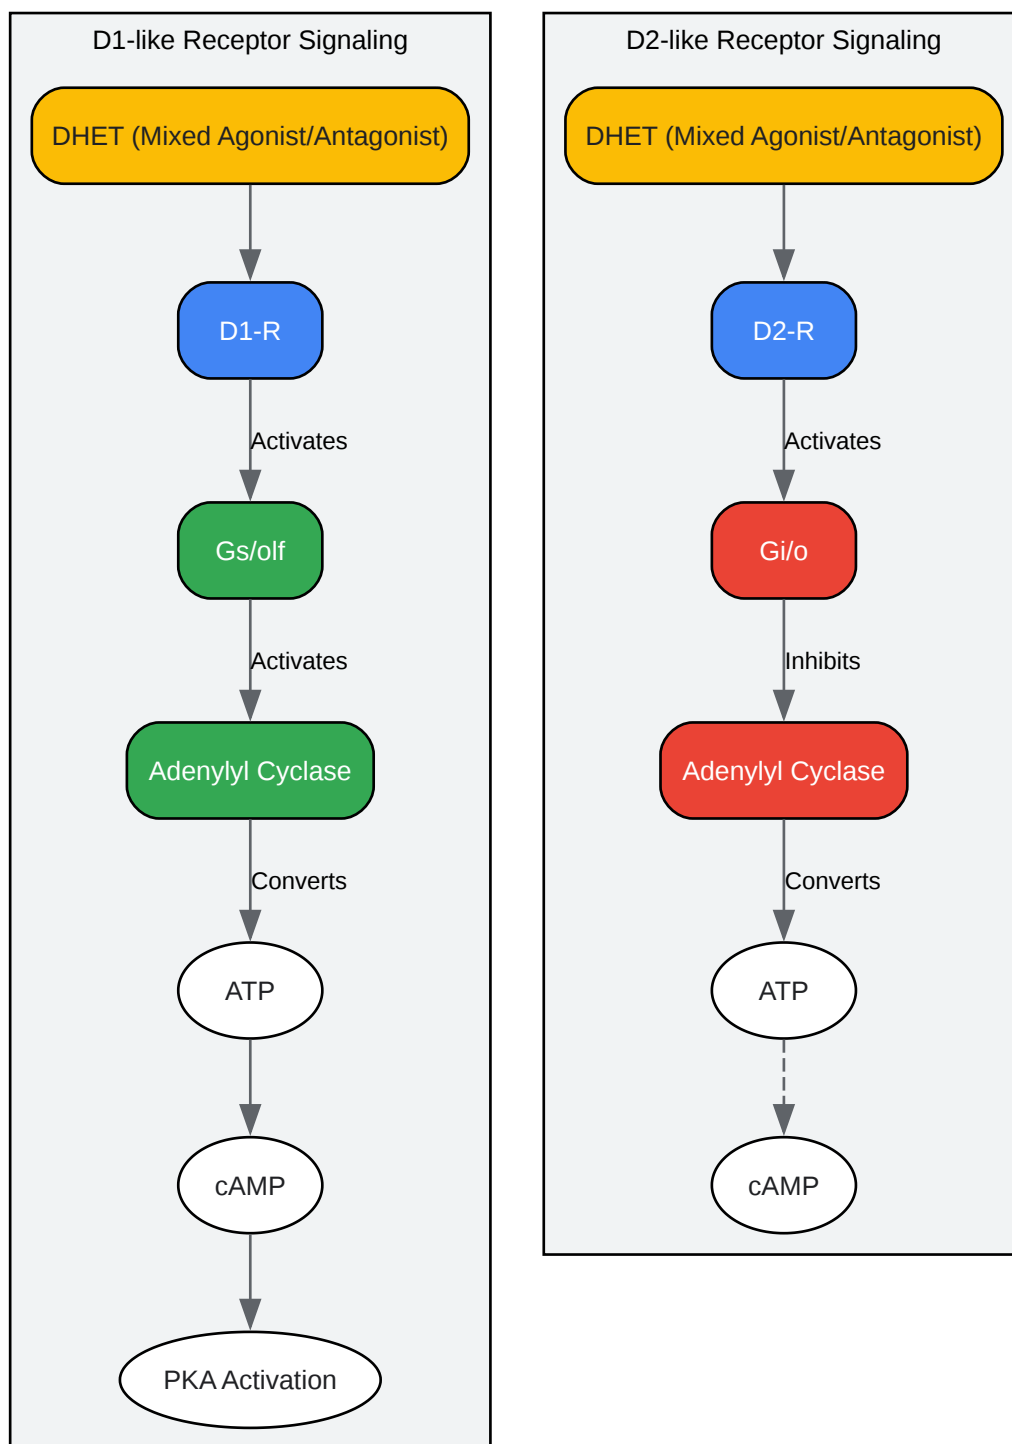 D1-like Receptor Signaling
DHET (Mixed Agonist/Antagonist)
D1-R
Activates
Gs/olf
Activates
Adenylyl Cyclase
Converts
ATP
cAMP
PKA Activation
D2-like Receptor Signaling
DHET (Mixed Agonist/Antagonist)
D2-R
Activates
Gi/o
Inhibits
Adenylyl Cyclase
Converts
ATP
cAMP